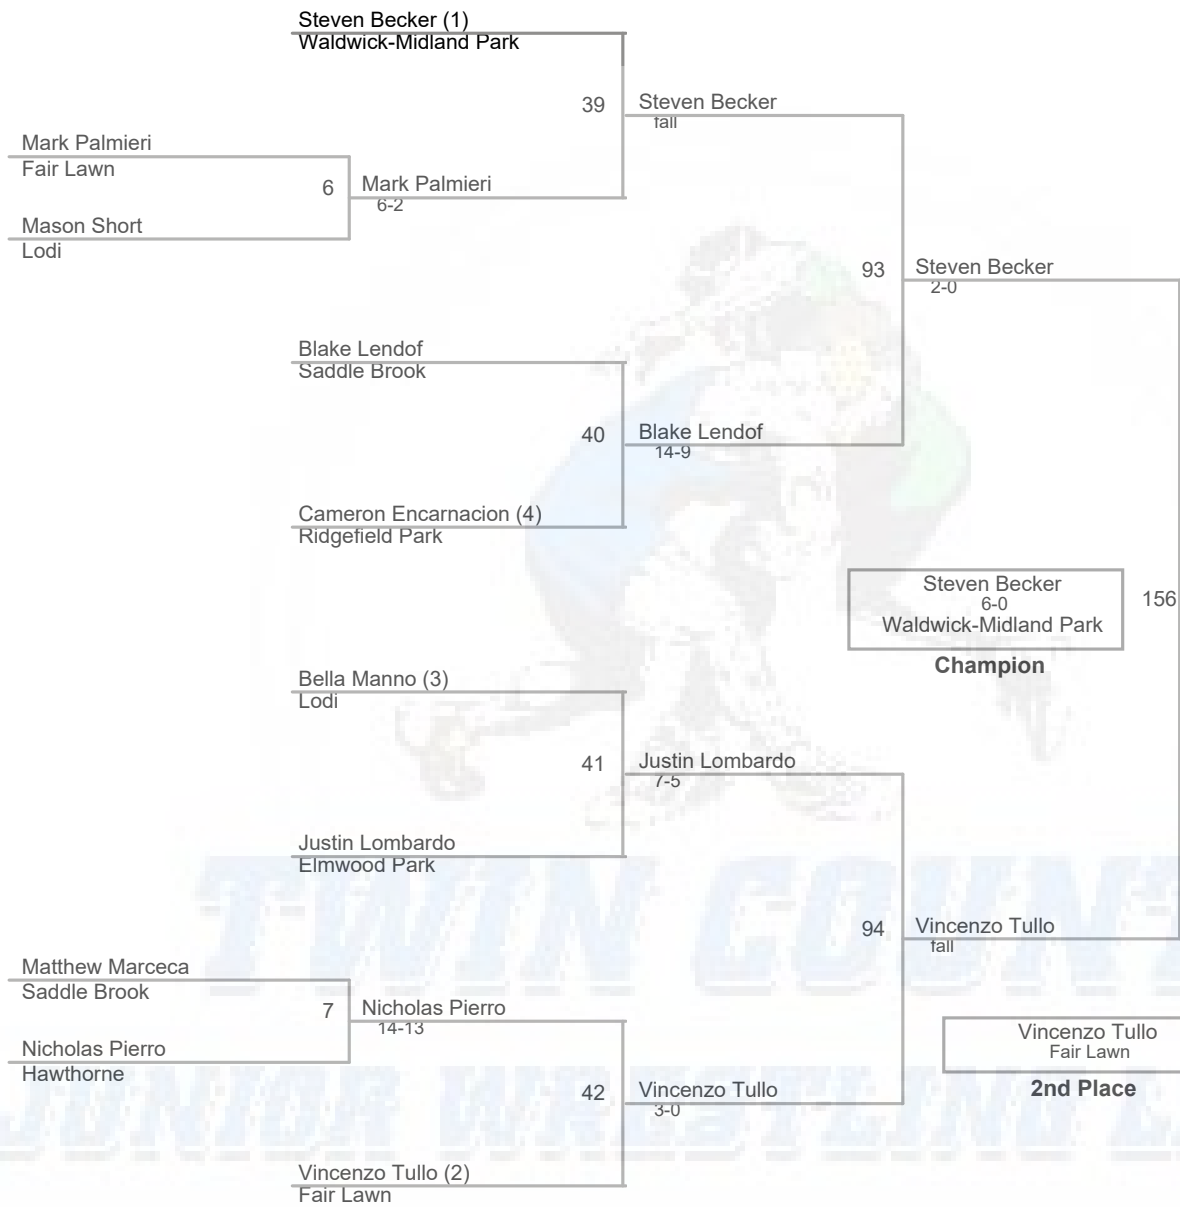 Steven Becker (1)
Waldwick-Midland Park
39
Steven Becker
fall
Mark Palmieri
Fair Lawn
6
Mark Palmieri
6-2
Mason Short
Lodi
93
Steven Becker
2-0
Blake Lendof
Saddle Brook
40
Blake Lendof
14-9
Cameron Encarnacion (4)
Ridgefield Park
Steven Becker
6-0
Waldwick-Midland Park
156
Champion
Bella Manno (3)
Lodi
41
Justin Lombardo
7-5
Justin Lombardo
Elmwood Park
TWIN COUNT
94
Vincenzo Tullo
fall
Matthew Marceca
Saddle Brook
7
Nicholas Pierro
14-13
Nicholas Pierro
Hawthorne
Vincenzo Tullo
Fair Lawn
2nd Place
JUNIOR WRESTLING
42
Vincenzo Tullo
3-0
Vincenzo Tullo (2)
Fair Lawn